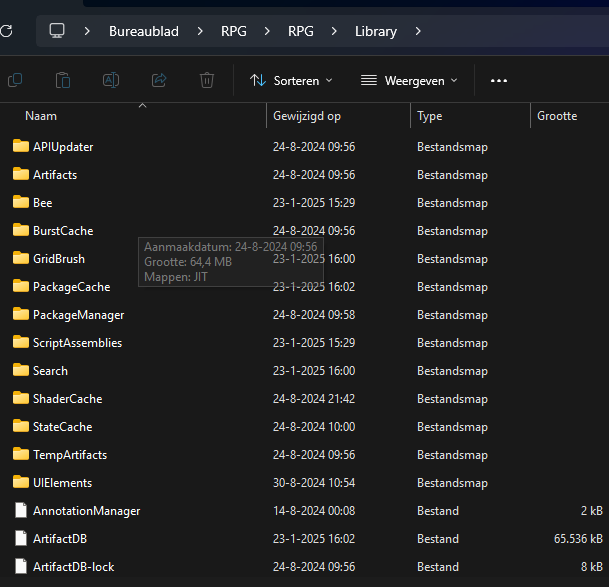 Bureaublad > RPG > RPG > Library >
Sorteren Weergeven ...
Naam Gewijzigd op Type Grootte
APIUpdater 24-8-2024 09:56 Bestandsmap
Artifacts 24-8-2024 09:56 Bestandsmap
Bee 23-1-2025 15:29 Bestandsmap
BurstCache 24-8-2024 09:56 Bestandsmap
Aanmaakdatum: 24-8-2024 09:56
Grootte: 64,4 MB
Mappen: JIT
GridBrush 23-1-2025 16:00 Bestandsmap
PackageCache 23-1-2025 16:02 Bestandsmap
PackageManager 24-8-2024 09:58 Bestandsmap
ScriptAssemblies 23-1-2025 15:29 Bestandsmap
Search 23-1-2025 16:00 Bestandsmap
ShaderCache 24-8-2024 21:42 Bestandsmap
StateCache 24-8-2024 10:00 Bestandsmap
TempArtifacts 24-8-2024 09:56 Bestandsmap
UIElements 30-8-2024 10:54 Bestandsmap
AnnotationManager 14-8-2024 00:08 Bestand 2 kB
ArtifactDB 23-1-2025 16:02 Bestand 65.536 kB
ArtifactDB-lock 24-8-2024 09:56 Bestand 8 kB